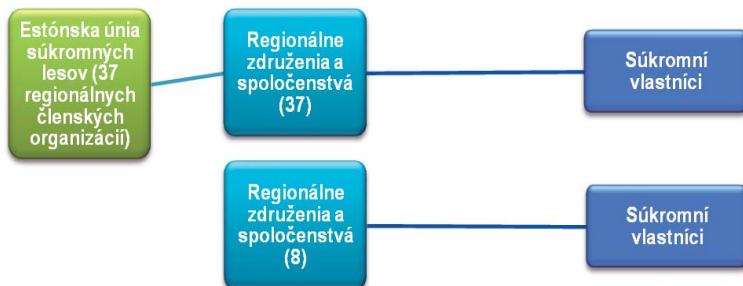 Estónska únia
súkromných
lesov (37
regionálnych
členských
organizácií)
Regionálne
združenia a
spoločenstvá
(37)
Súkromní
vlastníci
Regionálne
združenia a
spoločenstvá
(8)
Súkromní
vlastníci